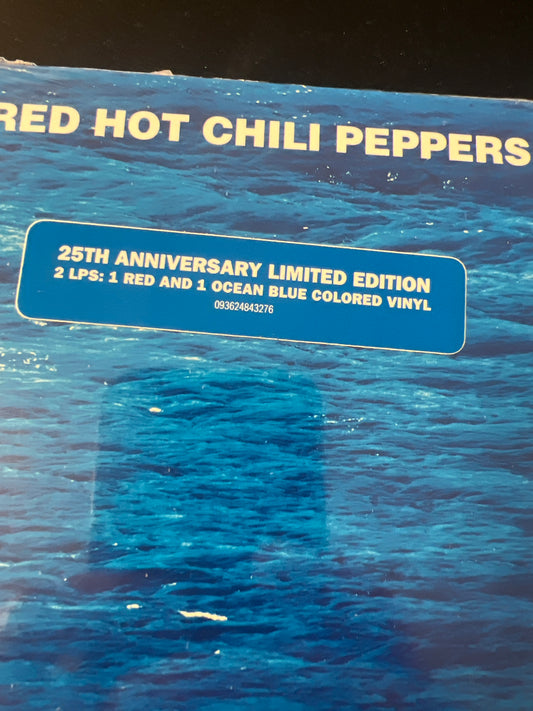 RED HOT CHILI PEPPERS
25TH ANNIVERSARY LIMITED EDITION
2 LPS: 1 RED AND 1 OCEAN BLUE COLORED VINYL
093624843276